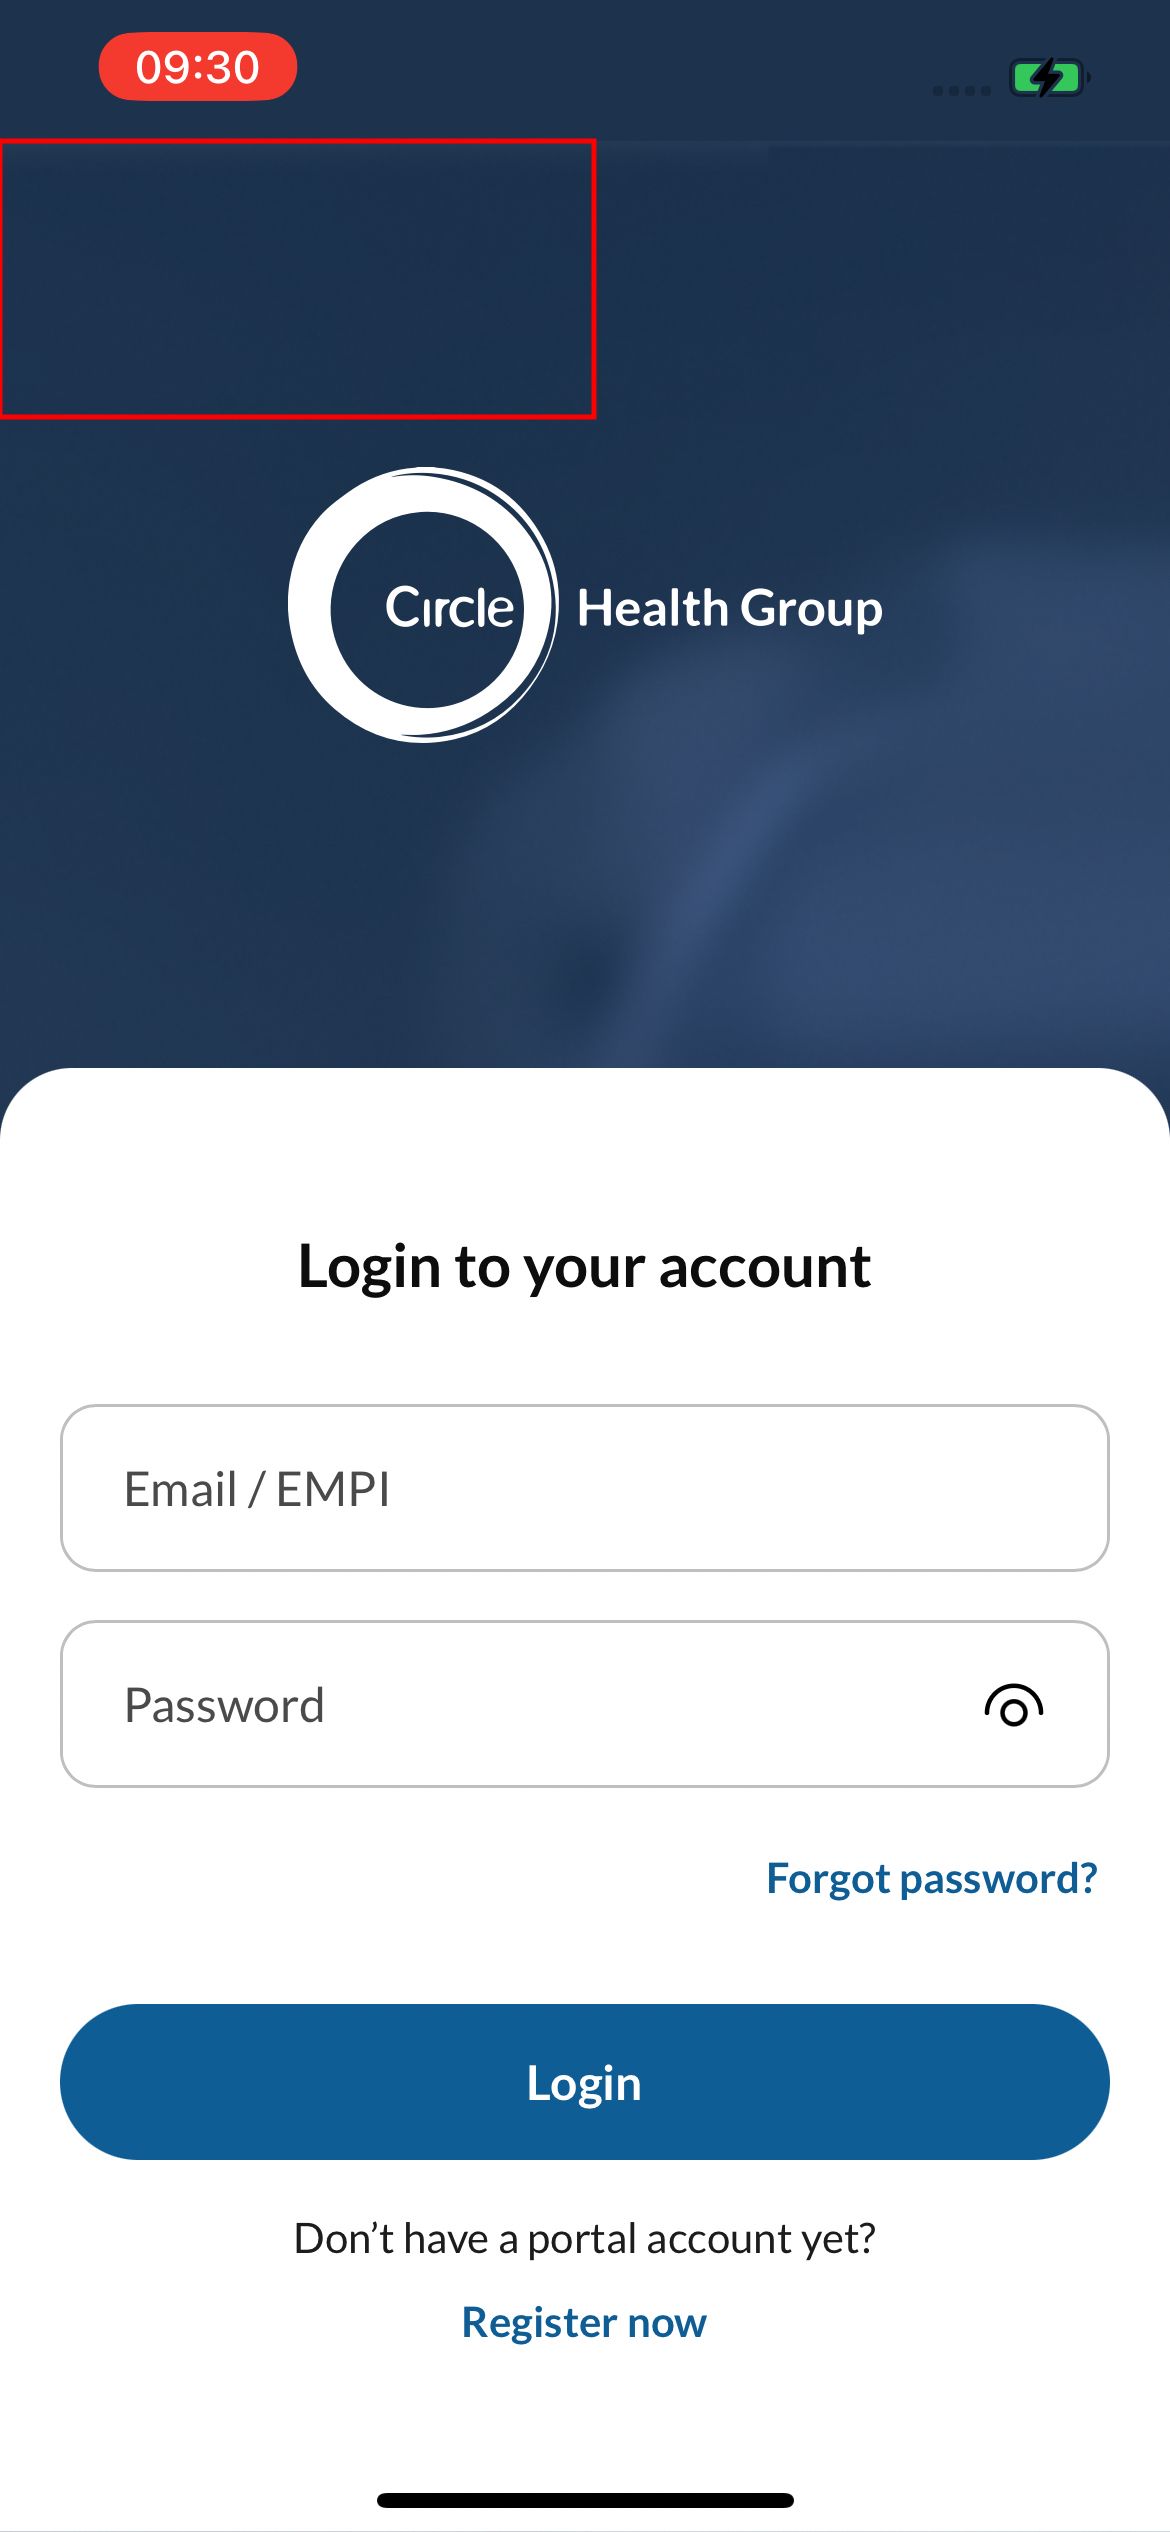 09:30
Circle Health Group
Login to your account
Email / EMPI
Password
Forgot password?
Login
Don’t have a portal account yet?
Register now